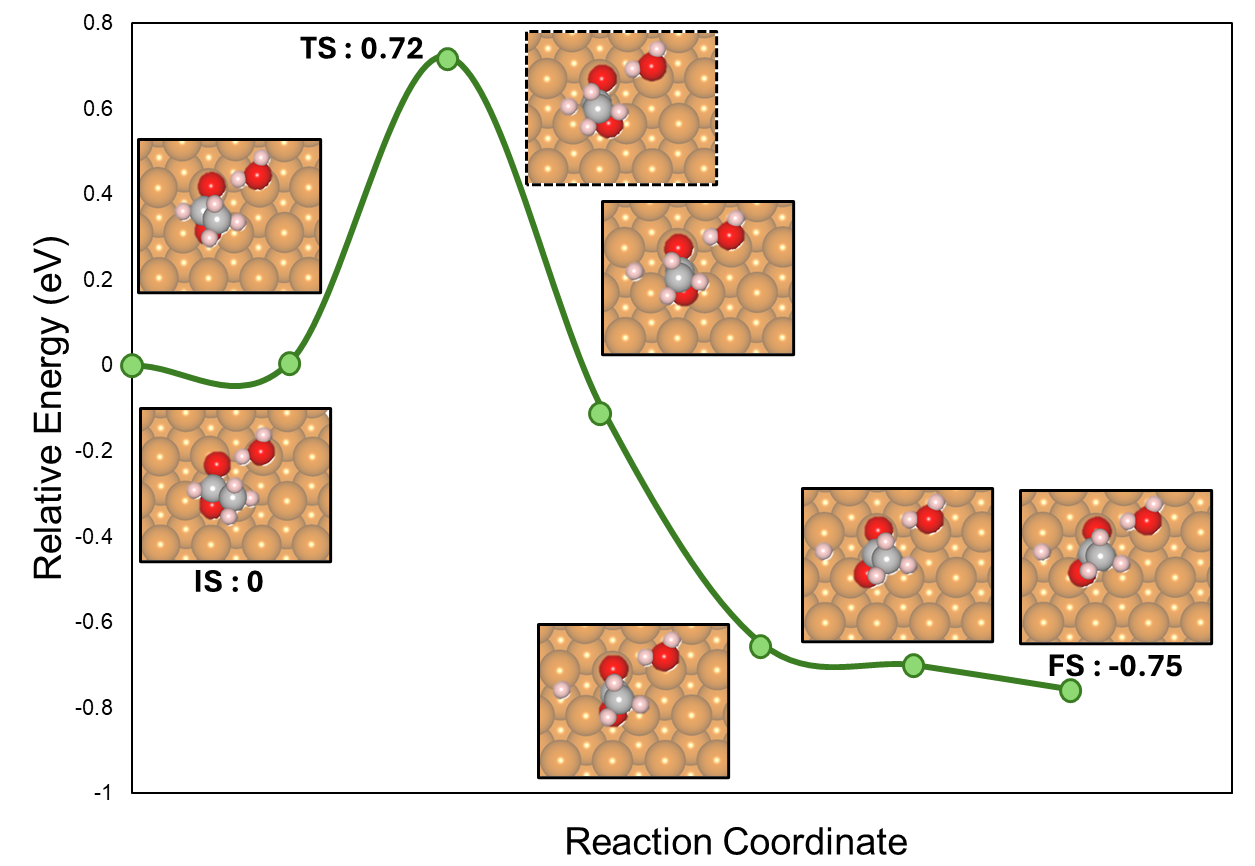 0.8
TS : 0.72
0.6
0.4
0.2
0
-0.2
-0.4
IS : 0
-0.6
FS : -0.75
-0.8
-1
Relative Energy (eV)
Reaction Coordinate